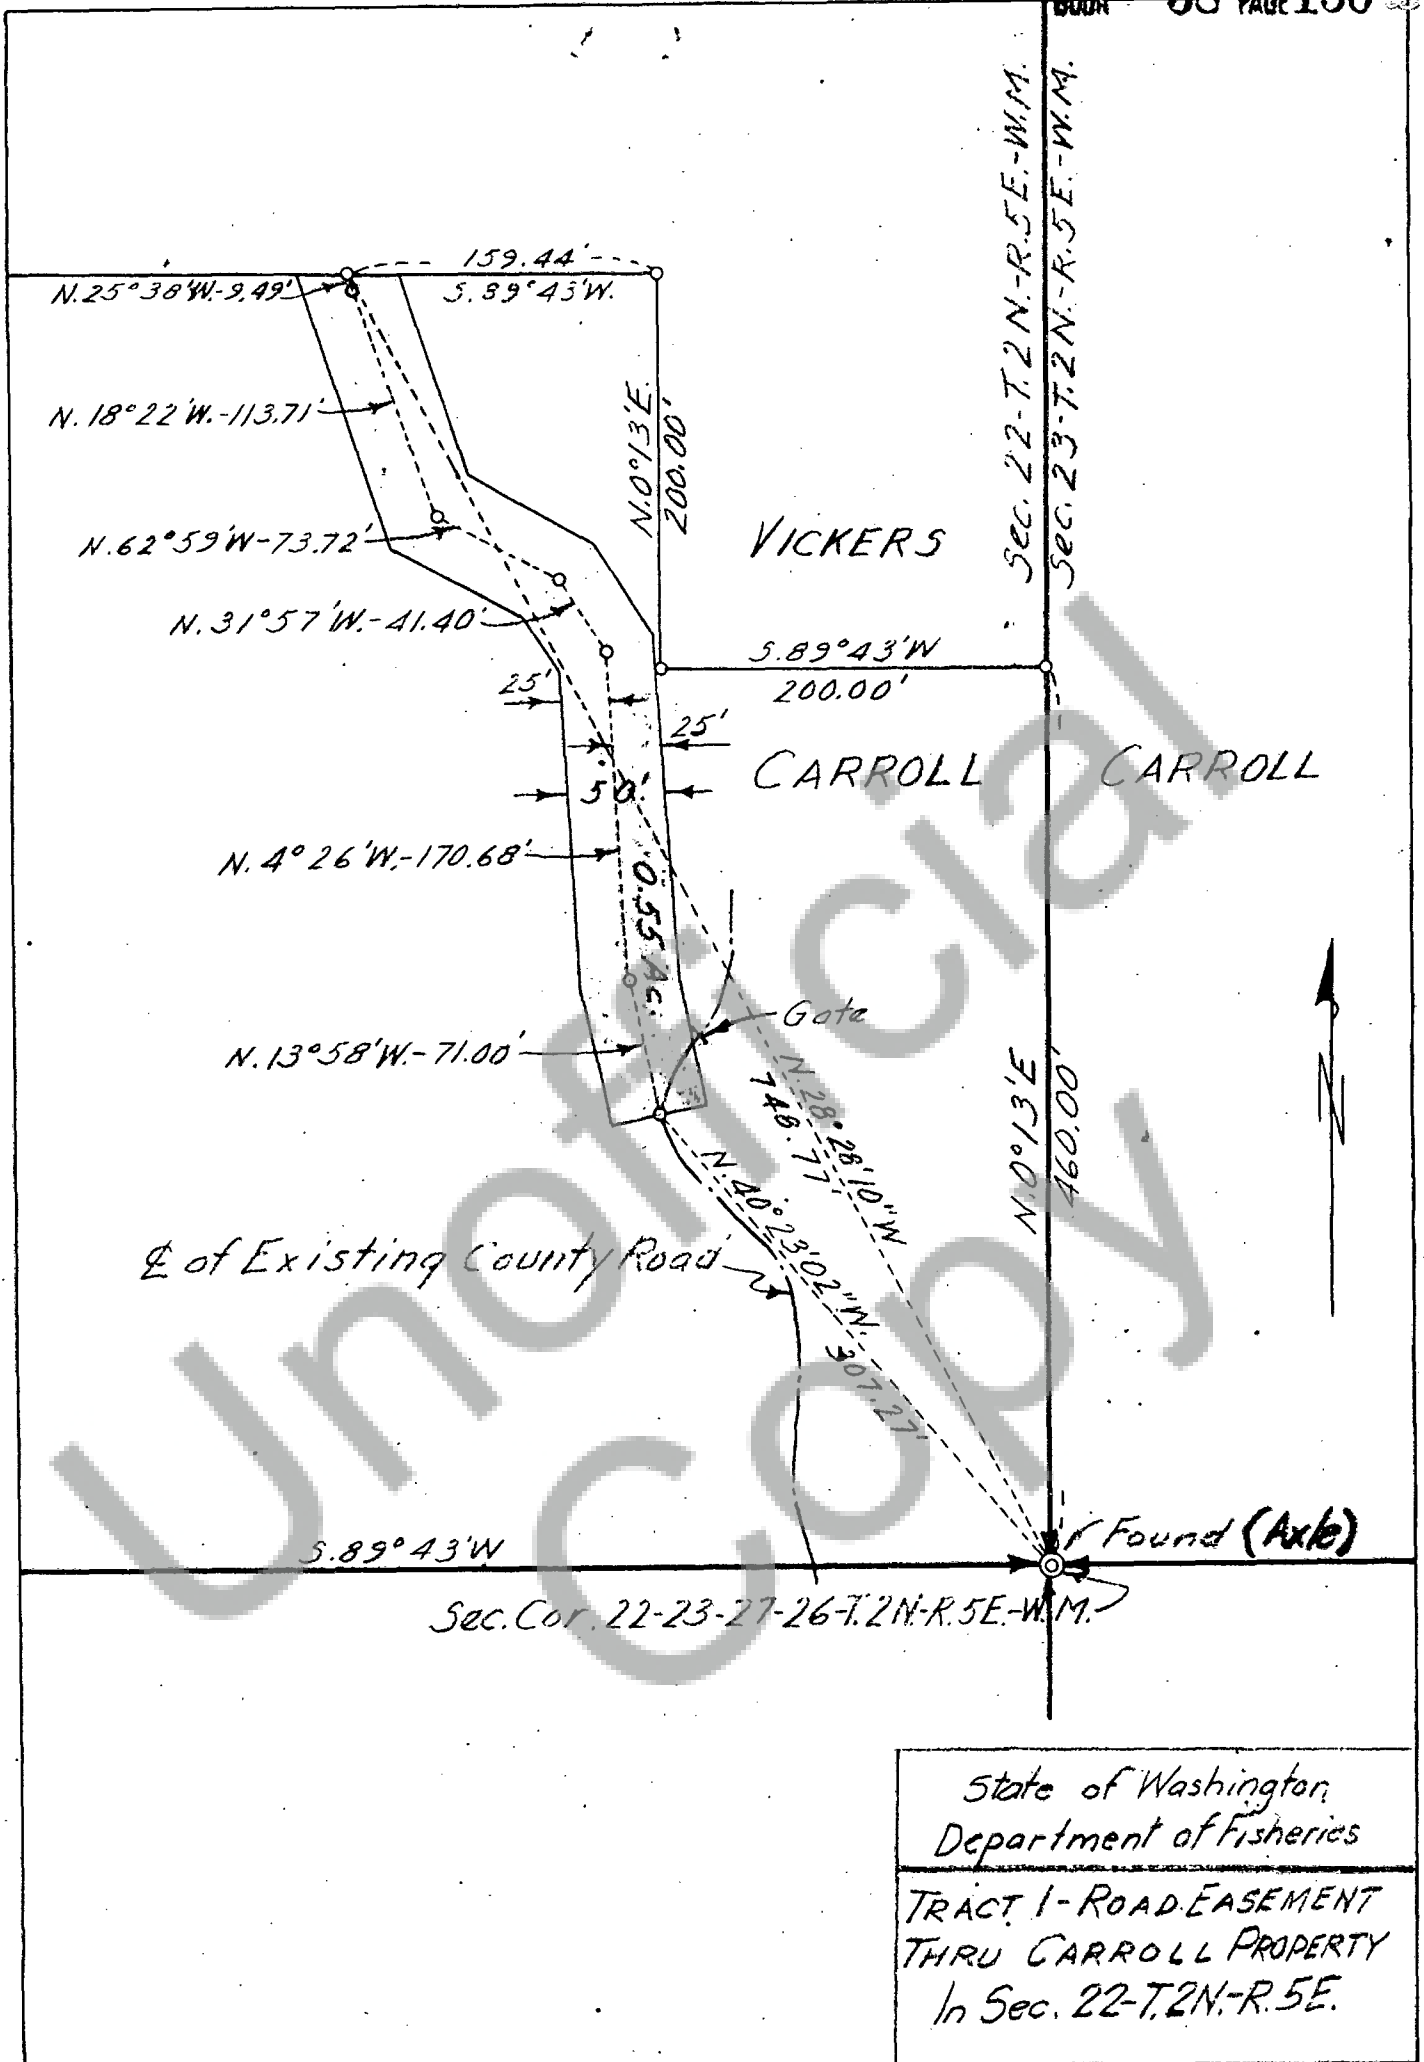 PAGE
Sec. 22-T.2N.-R.5E.-W.M.
Sec. 23-T.2N.-R.5E.-W.M.
159.44'
N.25°38'W.-9.49'
S.89°43'W.
N.18°22'W.-113.71'
N.0°13'E.
200.00'
N.62°59'W-73.72'
VICKERS
N.31°57'W.-41.40'
S.89°43'W
200.00'
25'
25'
CARROLL
CARROLL
50'
N.4°26'W.-170.68'
0.55 Ac.
Gate
N.13°58'W.-71.00'
N.28°28'10"W
748.77'
N.0°13'E
460.00'
N
N.40°23'02"W.
307.27'
℄ of Existing County Road
Found (Axle)
S.89°43'W
Sec. Cor. 22-23-27-26-T.2N.-R.5E.-W.M.
Unofficial
Copy
State of Washington
Department of Fisheries
TRACT 1-ROAD EASEMENT
THRU CARROLL PROPERTY
In Sec. 22-T.2N.-R.5E.